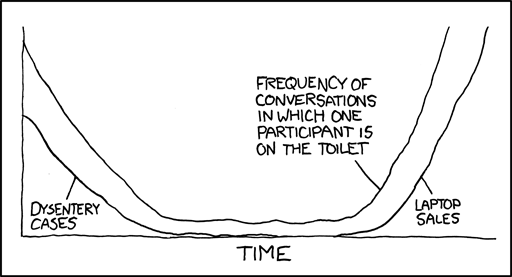 FREQUENCY OF
CONVERSATIONS
IN WHICH ONE
PARTICIPANT IS
ON THE TOILET
DYSENTERY
CASES
LAPTOP
SALES
TIME